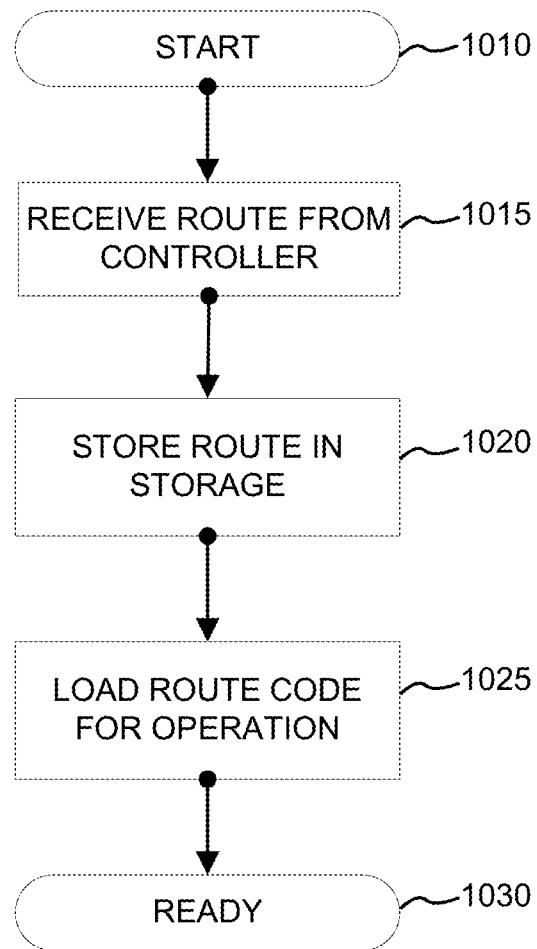 START
1010
RECEIVE ROUTE FROM
CONTROLLER
1015
STORE ROUTE IN
STORAGE
1020
LOAD ROUTE CODE
FOR OPERATION
1025
READY
1030